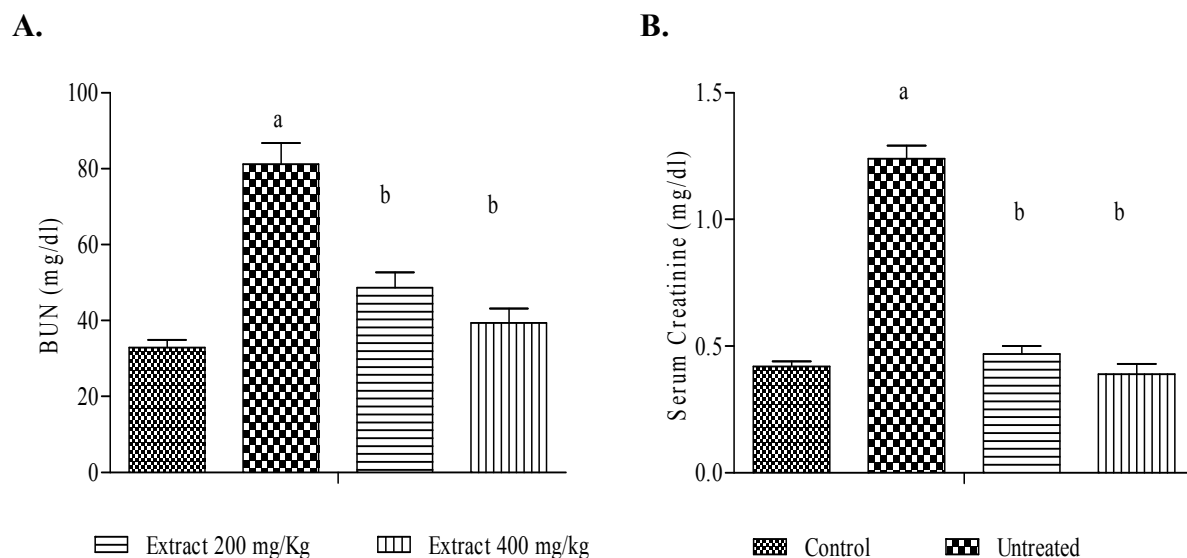 A.
B.
100
80
60
40
20
0
BUN (mg/dl)
a
b
b
1.5
1.0
0.5
0.0
Serum Creatinine (mg/dl)
a
b
b
Extract 200 mg/Kg
Extract 400 mg/kg
Control
Untreated